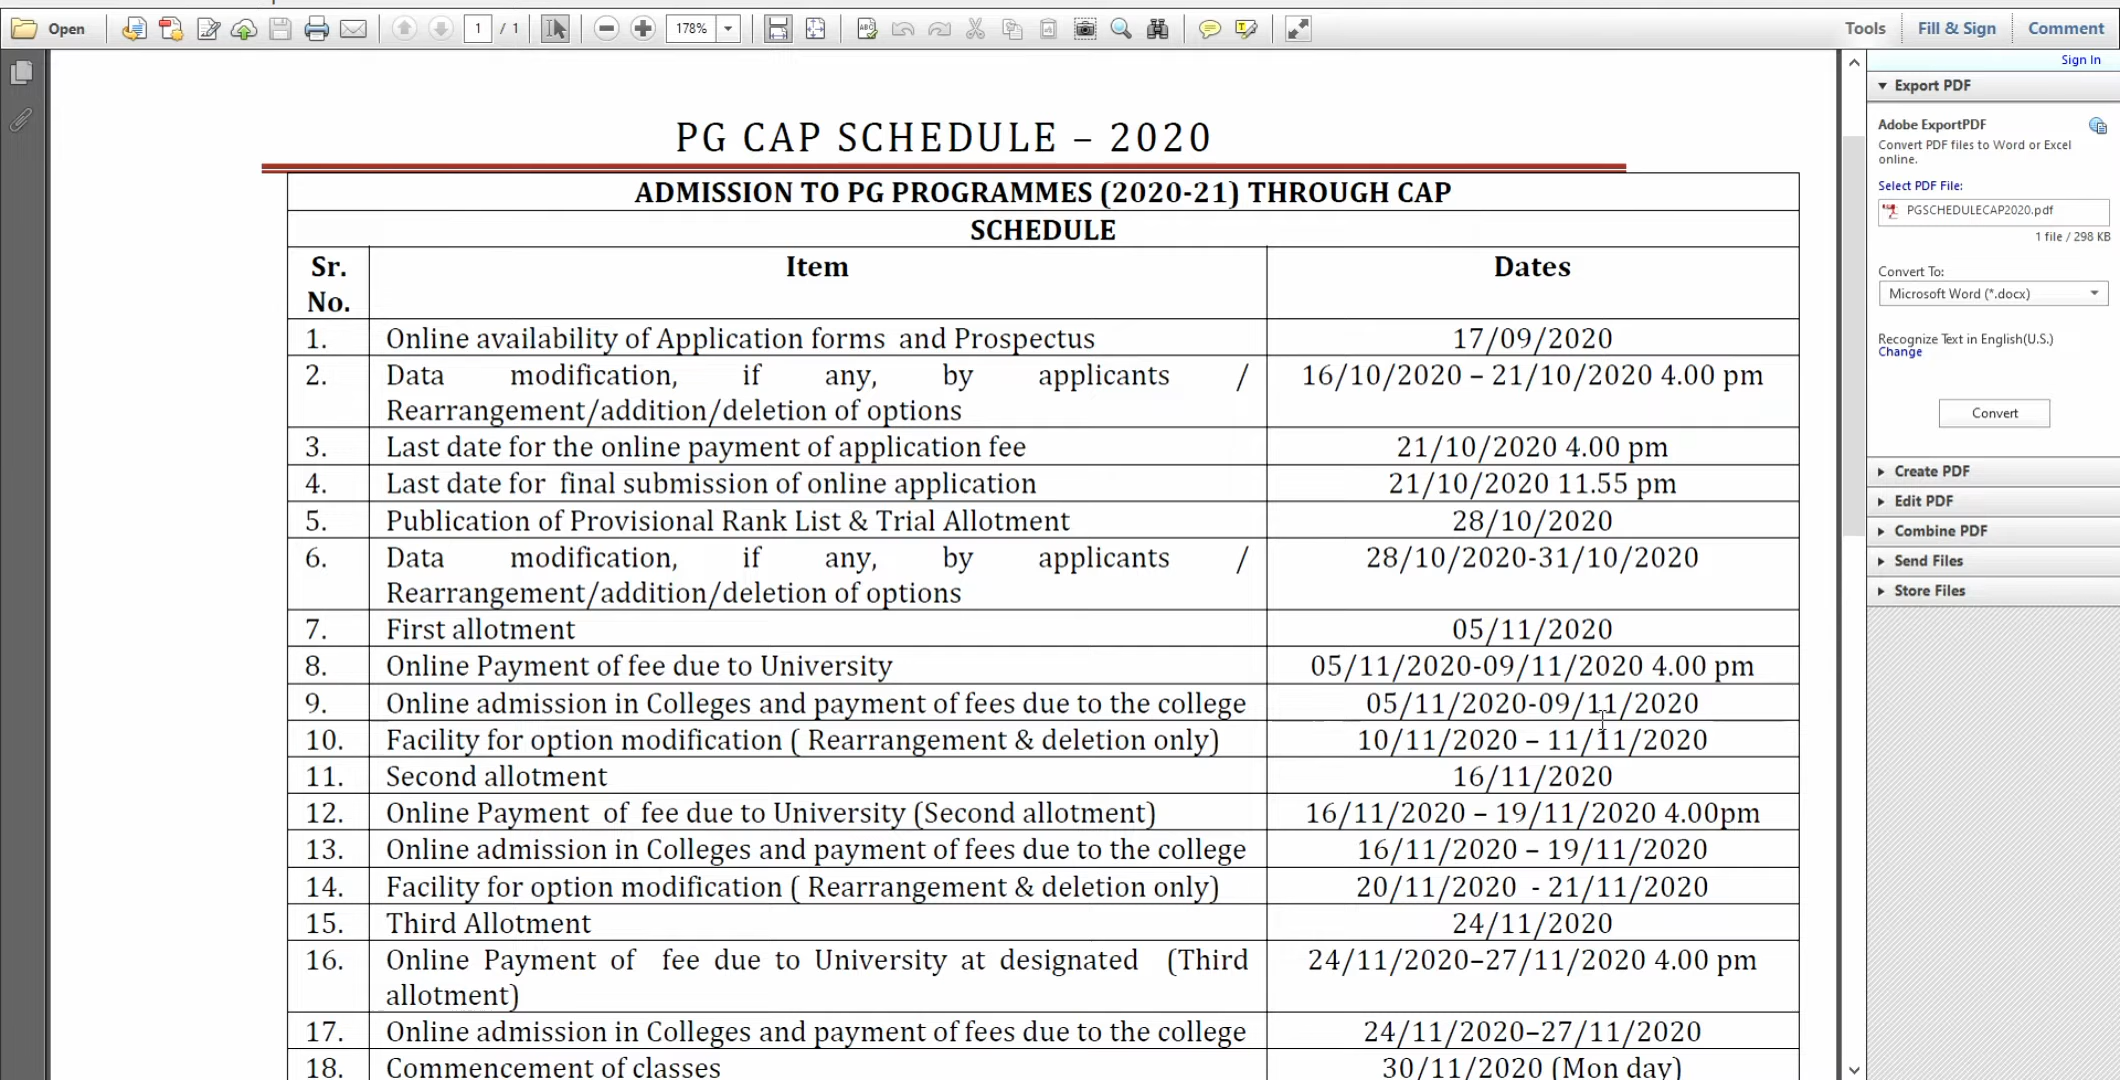 Open
1 / 1
178%
Tools
Fill & Sign
Comment
Sign In
Export PDF
Adobe ExportPDF
Convert PDF files to Word or Excel
online.
Select PDF File:
PGSCHEDULECAP2020.pdf
1 file / 298 KB
Convert To:
Microsoft Word (*.docx)
Recognize Text in English(U.S.)
Change
Convert
Create PDF
Edit PDF
Combine PDF
Send Files
Store Files
PG CAP SCHEDULE – 2020
ADMISSION TO PG PROGRAMMES (2020-21) THROUGH CAP
SCHEDULE
Sr. No. Item Dates
1. Online availability of Application forms and Prospectus 17/09/2020
2. Data modification, if any, by applicants / 16/10/2020 – 21/10/2020 4.00 pm
Rearrangement/addition/deletion of options
3. Last date for the online payment of application fee 21/10/2020 4.00 pm
4. Last date for final submission of online application 21/10/2020 11.55 pm
5. Publication of Provisional Rank List & Trial Allotment 28/10/2020
6. Data modification, if any, by applicants / 28/10/2020-31/10/2020
Rearrangement/addition/deletion of options
7. First allotment 05/11/2020
8. Online Payment of fee due to University 05/11/2020-09/11/2020 4.00 pm
9. Online admission in Colleges and payment of fees due to the college 05/11/2020-09/11/2020
10. Facility for option modification ( Rearrangement & deletion only) 10/11/2020 – 11/11/2020
11. Second allotment 16/11/2020
12. Online Payment of fee due to University (Second allotment) 16/11/2020 – 19/11/2020 4.00pm
13. Online admission in Colleges and payment of fees due to the college 16/11/2020 – 19/11/2020
14. Facility for option modification ( Rearrangement & deletion only) 20/11/2020 - 21/11/2020
15. Third Allotment 24/11/2020
16. Online Payment of fee due to University at designated (Third 24/11/2020–27/11/2020 4.00 pm
allotment)
17. Online admission in Colleges and payment of fees due to the college 24/11/2020–27/11/2020
18. Commencement of classes 30/11/2020 (Mon day)